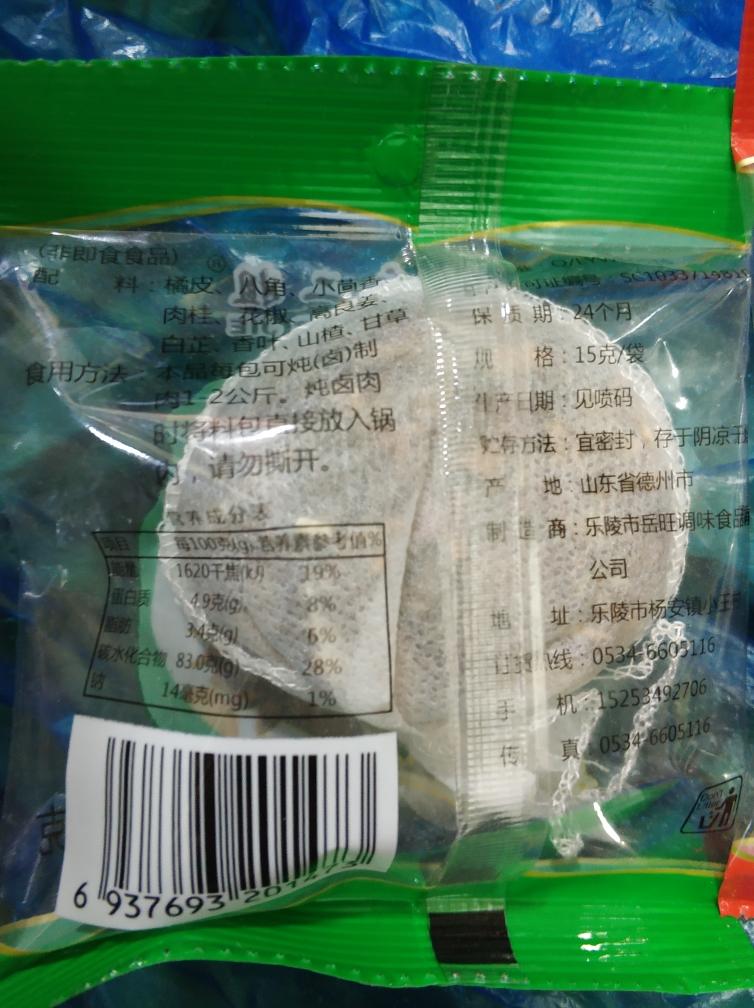 (非即食食品)
配 料：橘皮、八角、小茴香、
肉桂、花椒、高良姜、
白芷、香叶、山楂、甘草
食用方法：本品每包可炖(卤)制
肉1-2公斤。炖卤肉
时将料包直接放入锅
内，请勿撕开。
营养成分表
项目 每100克(g) 营养素参考值%
能量 1620千焦(kJ) 19%
蛋白质 4.9克(g) 8%
脂肪 3.4克(g) 6%
碳水化合物 83.0克(g) 28%
钠 14毫克(mg) 1%
6 937693
可证编号
保质期：24个月
规 格：15克/袋
生产日期：见喷码
贮存方法：宜密封，存于阴凉
产 地：山东省德州市
制造商：乐陵市岳旺调味食品
公司
地 址：乐陵市杨安镇小
线：0534-6605116
手 机：15253492706
传 真：0534-6605116